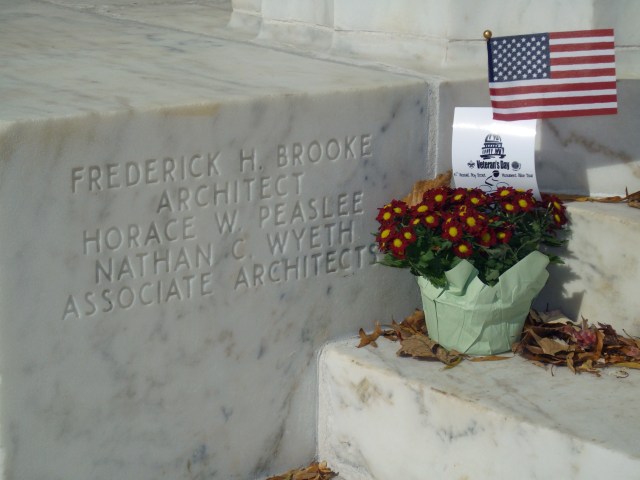 FREDERICK H. BROOKE
ARCHITECT
HORACE W. PEASLEE
NATHAN C. WYETH
ASSOCIATE ARCHITECTS
Veteran's Day